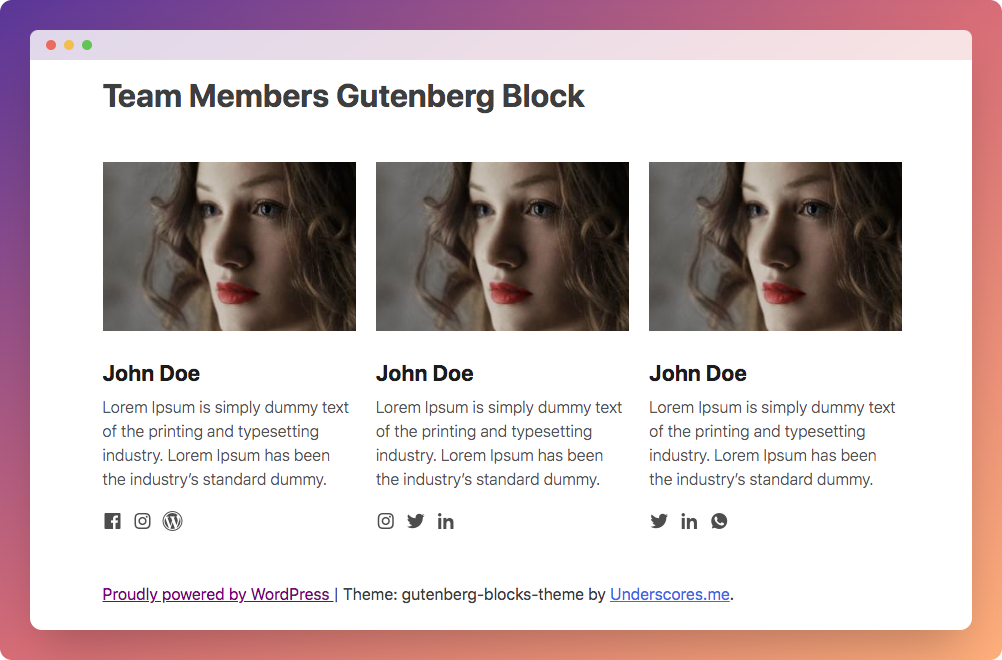 Team Members Gutenberg Block
John Doe
Lorem Ipsum is simply dummy text
of the printing and typesetting
industry. Lorem Ipsum has been
the industry’s standard dummy.
John Doe
Lorem Ipsum is simply dummy text
of the printing and typesetting
industry. Lorem Ipsum has been
the industry’s standard dummy.
John Doe
Lorem Ipsum is simply dummy text
of the printing and typesetting
industry. Lorem Ipsum has been
the industry’s standard dummy.
Proudly powered by WordPress | Theme: gutenberg-blocks-theme by Underscores.me.